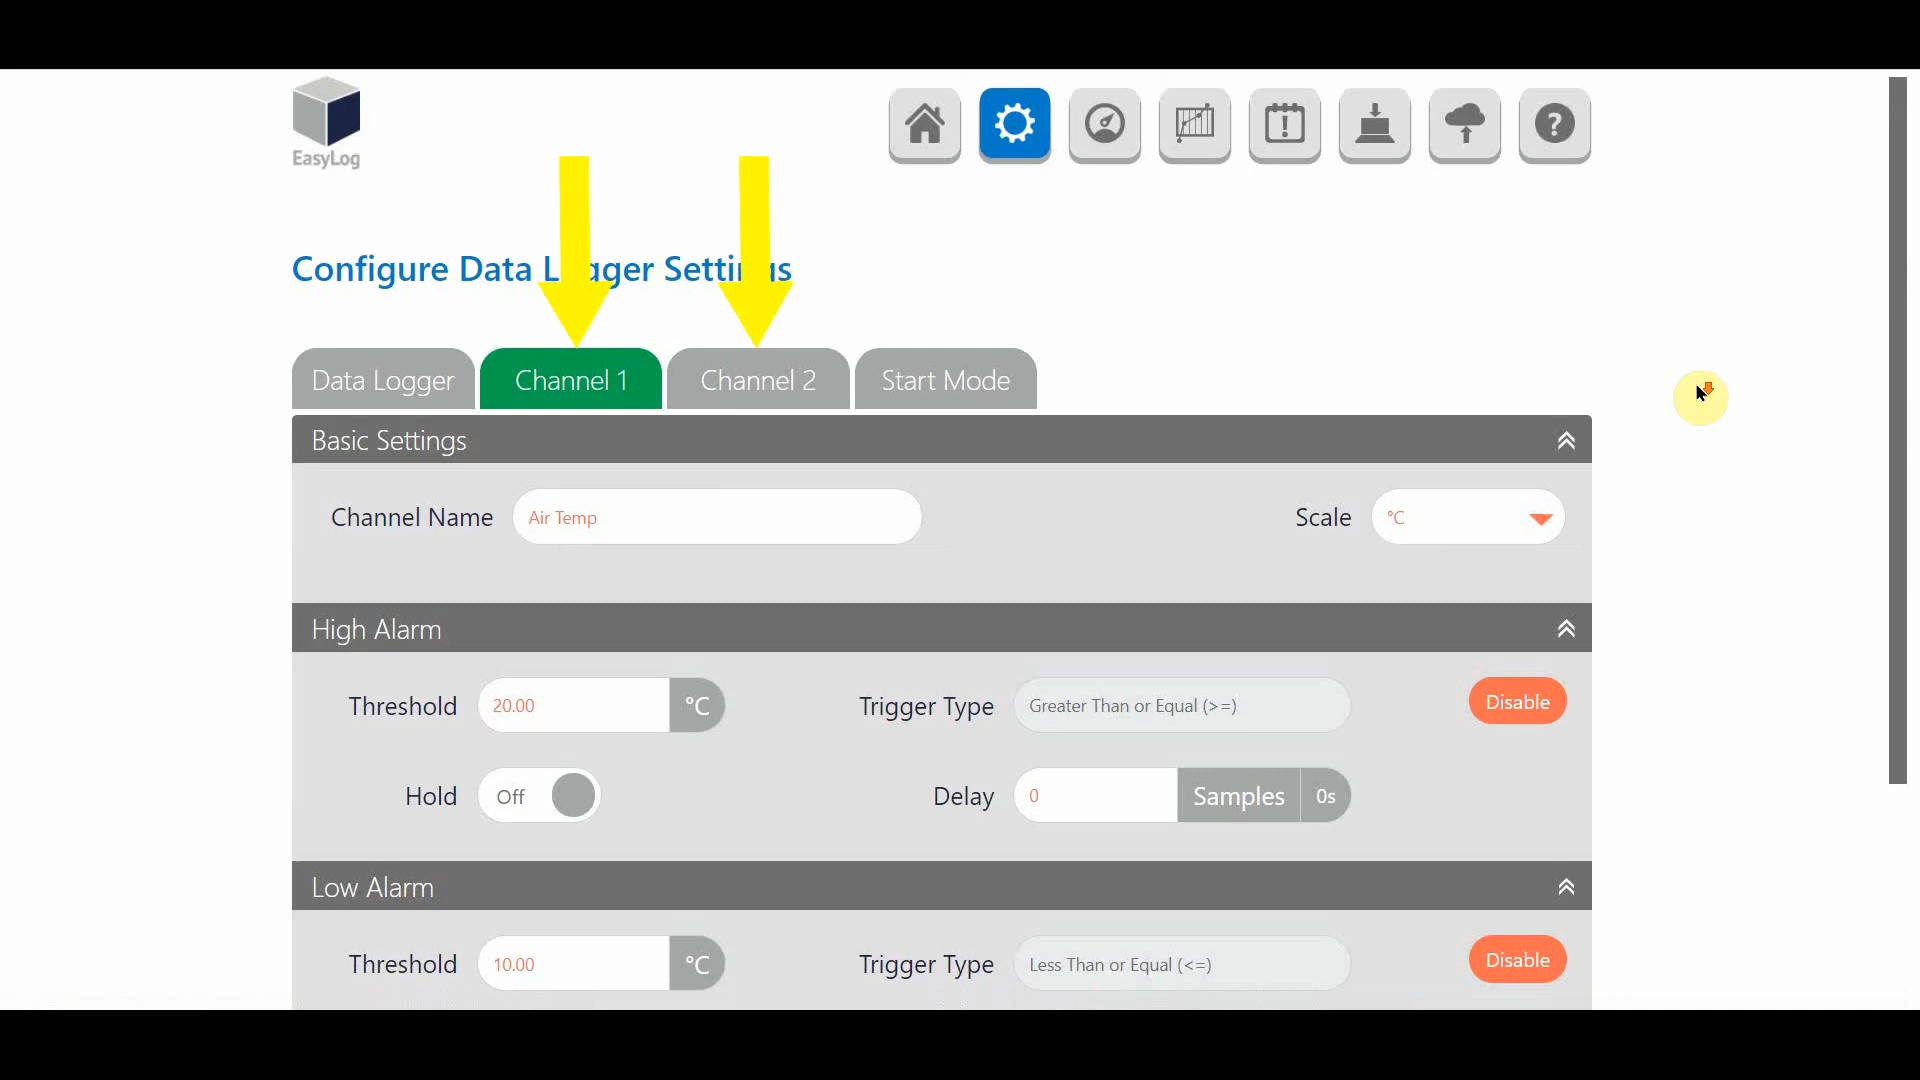 EasyLog
?
Configure Data Logger Settings
Data Logger
Channel 1
Channel 2
Start Mode
Basic Settings
Channel Name
Air Temp
Scale
°C
High Alarm
Threshold
20.00
°C
Trigger Type
Greater Than or Equal (>=)
Disable
Hold
Off
Delay
0
Samples
0s
Low Alarm
Threshold
10.00
°C
Trigger Type
Less Than or Equal (<=)
Disable